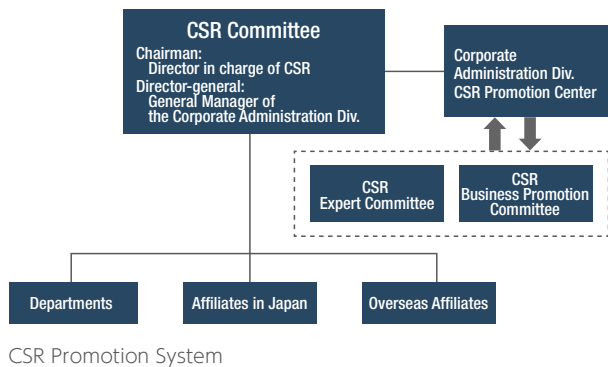 CSR Committee
Chairman:
Director in charge of CSR
Director-general:
General Manager of
the Corporate Administration Div.
Corporate
Administration Div.
CSR Promotion Center
CSR
Expert Committee
CSR
Business Promotion
Committee
Departments
Affiliates in Japan
Overseas Affiliates
CSR Promotion System